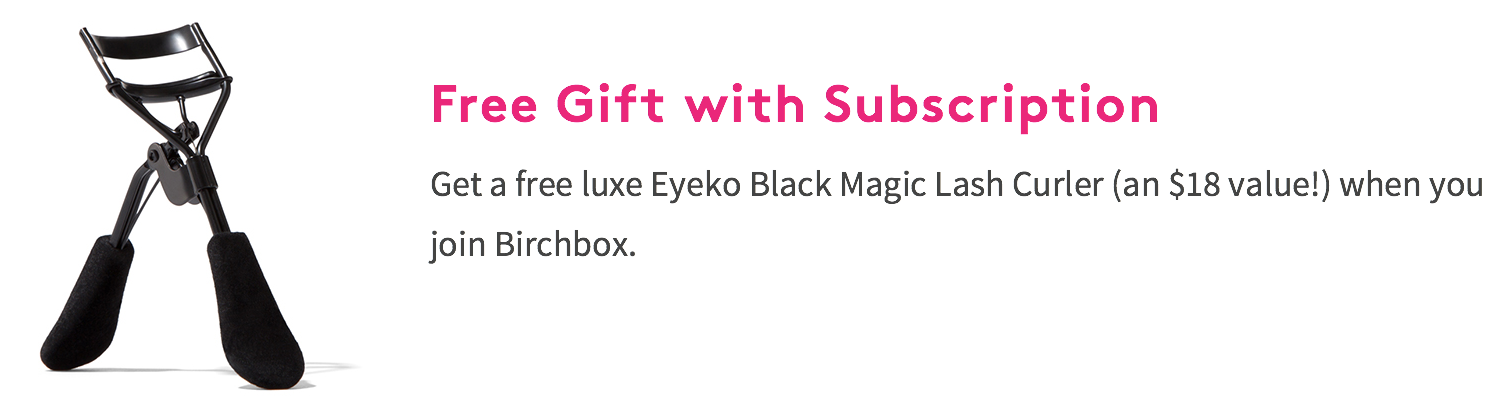 Free Gift with Subscription
Get a free luxe Eyeko Black Magic Lash Curler (an $18 value!) when you
join Birchbox.